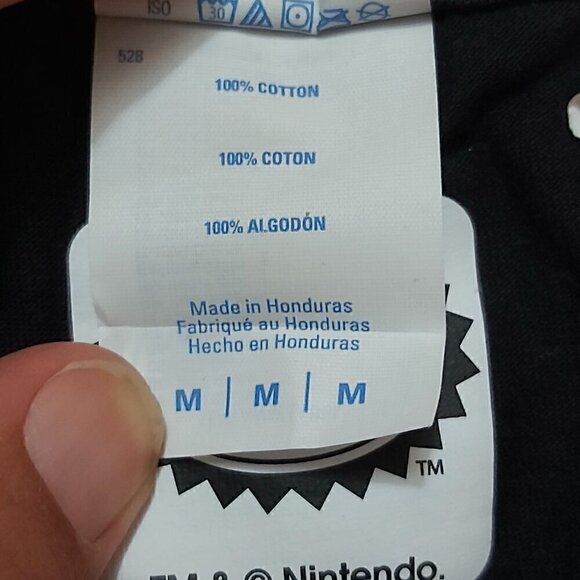 ISO 30
528
100% COTTON
100% COTON
100% ALGODÓN
Made in Honduras
Fabriqué au Honduras
Hecho en Honduras
M | M | M
TM
TM & © Nintendo.